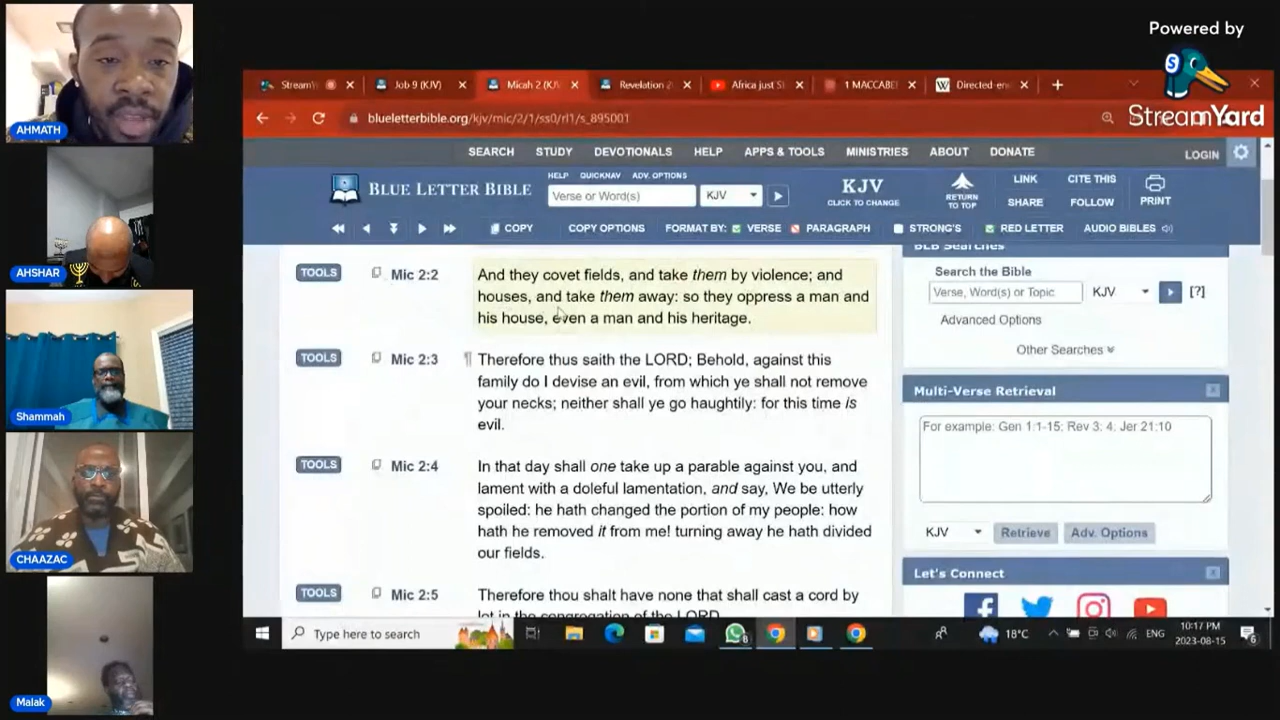 Powered by
StreamYard
AHMATH
AHSHAR
Shammah
CHAAZAC
Malak
StreamY
Job 9 (KJV)
Micah 2 (KJ
Revelation 2
Africa just S
1 MACCABE
Directed-en
blueletterbible.org/kjv/mic/2/1/ss0/rl1/s_895001
SEARCH STUDY DEVOTIONALS HELP APPS & TOOLS MINISTRIES ABOUT DONATE
LOGIN
BLUE LETTER BIBLE
HELP QUICKNAV ADV. OPTIONS
Verse or Word(s) KJV
KJV
CLICK TO CHANGE
RETURN
TO TOP
LINK
SHARE
CITE THIS
FOLLOW
PRINT
COPY COPY OPTIONS FORMAT BY: VERSE PARAGRAPH STRONG'S RED LETTER AUDIO BIBLES
TOOLS Mic 2:2
And they covet fields, and take them by violence; and
houses, and take them away: so they oppress a man and
his house, even a man and his heritage.
TOOLS Mic 2:3
¶ Therefore thus saith the LORD; Behold, against this
family do I devise an evil, from which ye shall not remove
your necks; neither shall ye go haughtily: for this time is
evil.
TOOLS Mic 2:4
In that day shall one take up a parable against you, and
lament with a doleful lamentation, and say, We be utterly
spoiled: he hath changed the portion of my people: how
hath he removed it from me! turning away he hath divided
our fields.
TOOLS Mic 2:5
Therefore thou shalt have none that shall cast a cord by
lot in the congregation of the LORD.
BLB Searches
Search the Bible
Verse, Word(s) or Topic KJV [?]
Advanced Options
Other Searches
Multi-Verse Retrieval
For example: Gen 1:1-15; Rev 3: 4; Jer 21:10
KJV Retrieve Adv. Options
Let's Connect
Type here to search
18°C
ENG
10:17 PM
2023-08-15
6